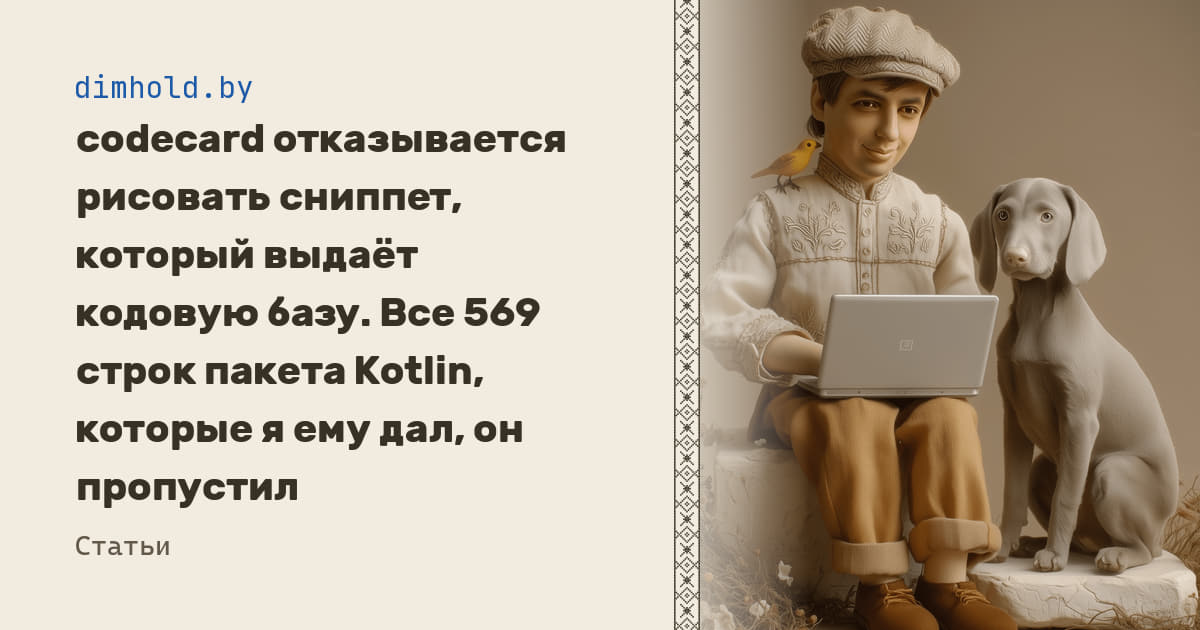 dimhold.by
codecard отказывается
рисовать сниппет,
который выдаёт
кодовую базу. Все 569
строк пакета Kotlin,
которые я ему дал, он
пропустил
Статьи